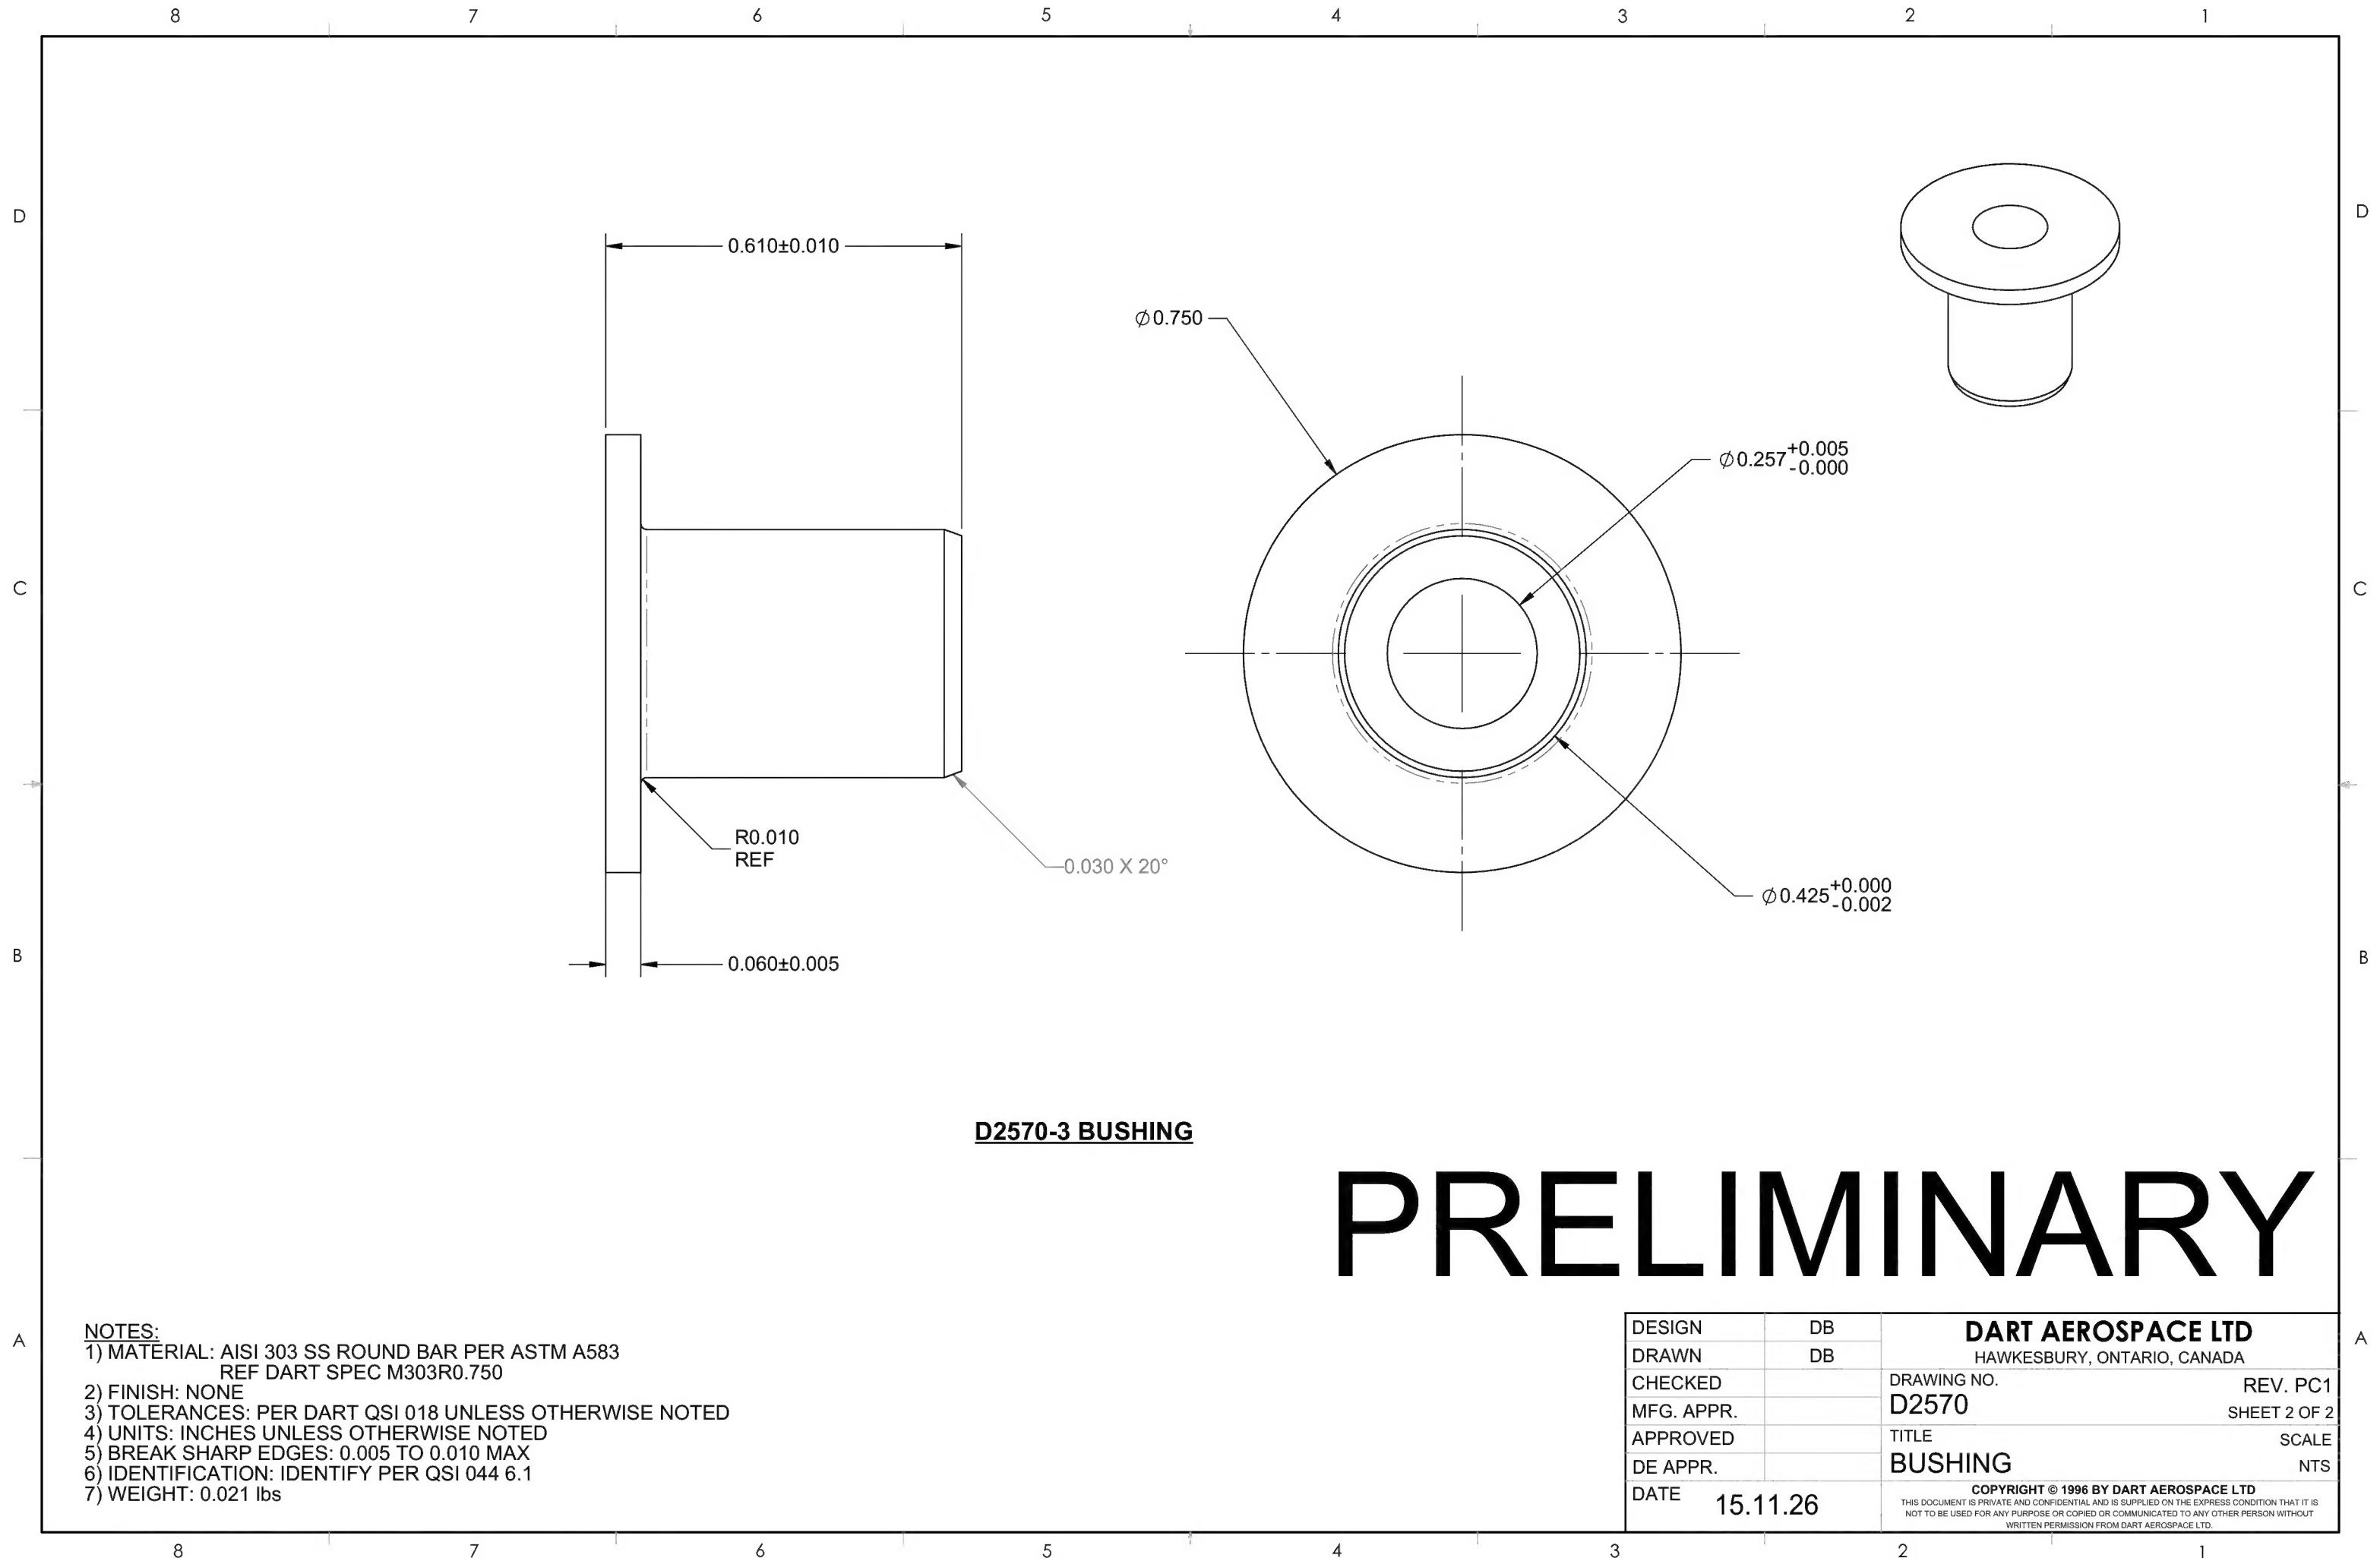 8 7 6 5 4 3 2 1
D D
0.610±0.010
⌀0.750
⌀0.257 +0.005
-0.000
C C
R0.010
REF
0.030 X 20°
⌀0.425 +0.000
-0.002
B B
0.060±0.005
D2570-3 BUSHING
PRELIMINARY
A A
NOTES:
1) MATERIAL: AISI 303 SS ROUND BAR PER ASTM A583
REF DART SPEC M303R0.750
2) FINISH: NONE
3) TOLERANCES: PER DART QSI 018 UNLESS OTHERWISE NOTED
4) UNITS: INCHES UNLESS OTHERWISE NOTED
5) BREAK SHARP EDGES: 0.005 TO 0.010 MAX
6) IDENTIFICATION: IDENTIFY PER QSI 044 6.1
7) WEIGHT: 0.021 lbs
DESIGN DB
DRAWN DB
CHECKED
MFG. APPR.
APPROVED
DE APPR.
DATE 15.11.26
DART AEROSPACE LTD
HAWKESBURY, ONTARIO, CANADA
DRAWING NO. REV. PC1
D2570 SHEET 2 OF 2
TITLE SCALE
BUSHING NTS
COPYRIGHT © 1996 BY DART AEROSPACE LTD
THIS DOCUMENT IS PRIVATE AND CONFIDENTIAL AND IS SUPPLIED ON THE EXPRESS CONDITION THAT IT IS
NOT TO BE USED FOR ANY PURPOSE OR COPIED OR COMMUNICATED TO ANY OTHER PERSON WITHOUT
WRITTEN PERMISSION FROM DART AEROSPACE LTD.
8 7 6 5 4 3 2 1